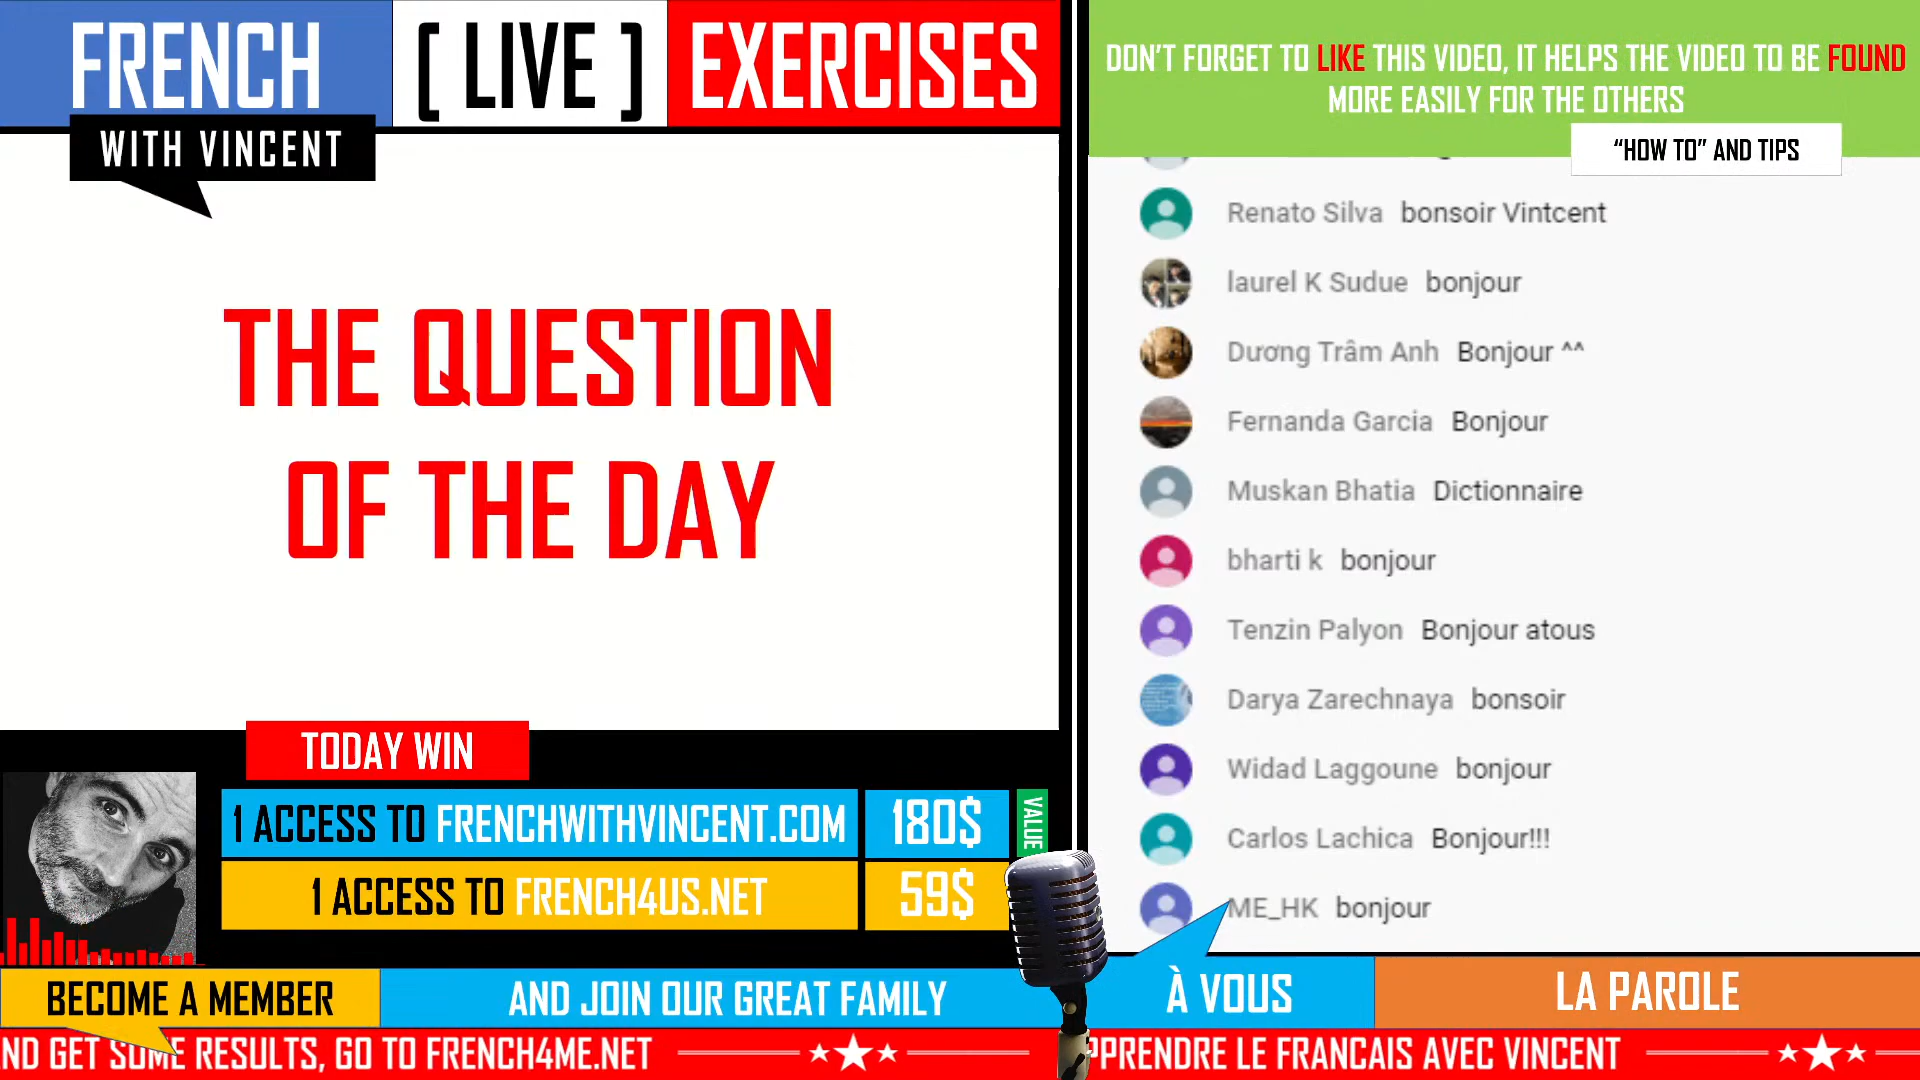 FRENCH
[ LIVE ]
EXERCISES
WITH VINCENT
THE QUESTION
OF THE DAY
TODAY WIN
1 ACCESS TO FRENCHWITHVINCENT.COM
180$
VALUE
1 ACCESS TO FRENCH4US.NET
59$
BECOME A MEMBER
AND JOIN OUR GREAT FAMILY
ND GET SOME RESULTS, GO TO FRENCH4ME.NET
DON'T FORGET TO LIKE THIS VIDEO, IT HELPS THE VIDEO TO BE FOUND
MORE EASILY FOR THE OTHERS
“HOW TO” AND TIPS
Renato Silva bonsoir Vintcent
laurel K Sudue bonjour
Dương Trâm Anh Bonjour ^^
Fernanda Garcia Bonjour
Muskan Bhatia Dictionnaire
bharti k bonjour
Tenzin Palyon Bonjour atous
Darya Zarechnaya bonsoir
Widad Laggoune bonjour
Carlos Lachica Bonjour!!!
ME_HK bonjour
À VOUS
LA PAROLE
PPRENDRE LE FRANCAIS AVEC VINCENT